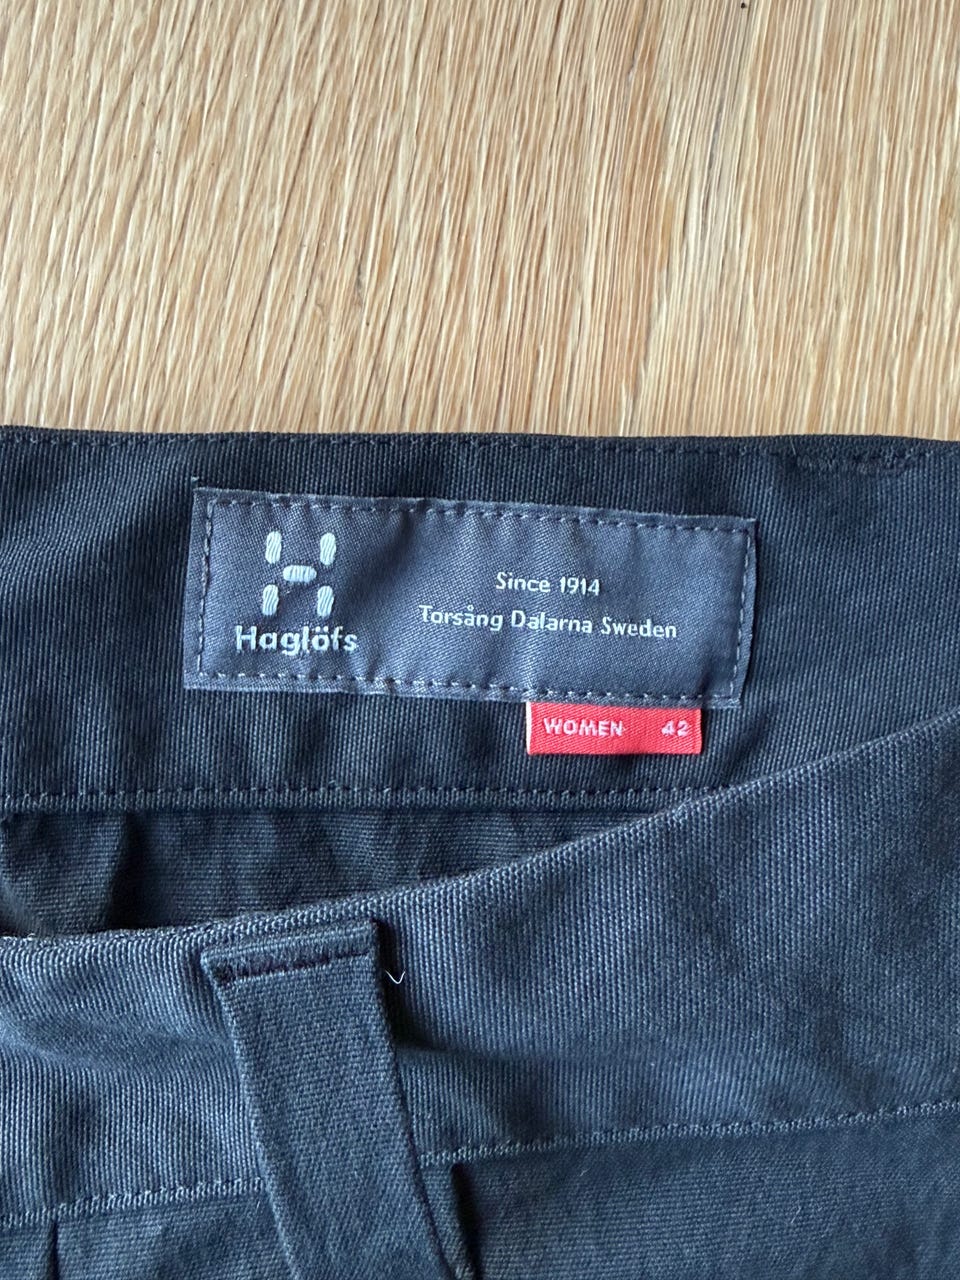 Haglöfs
Since 1914
Torsång Dalarna Sweden
WOMEN 42